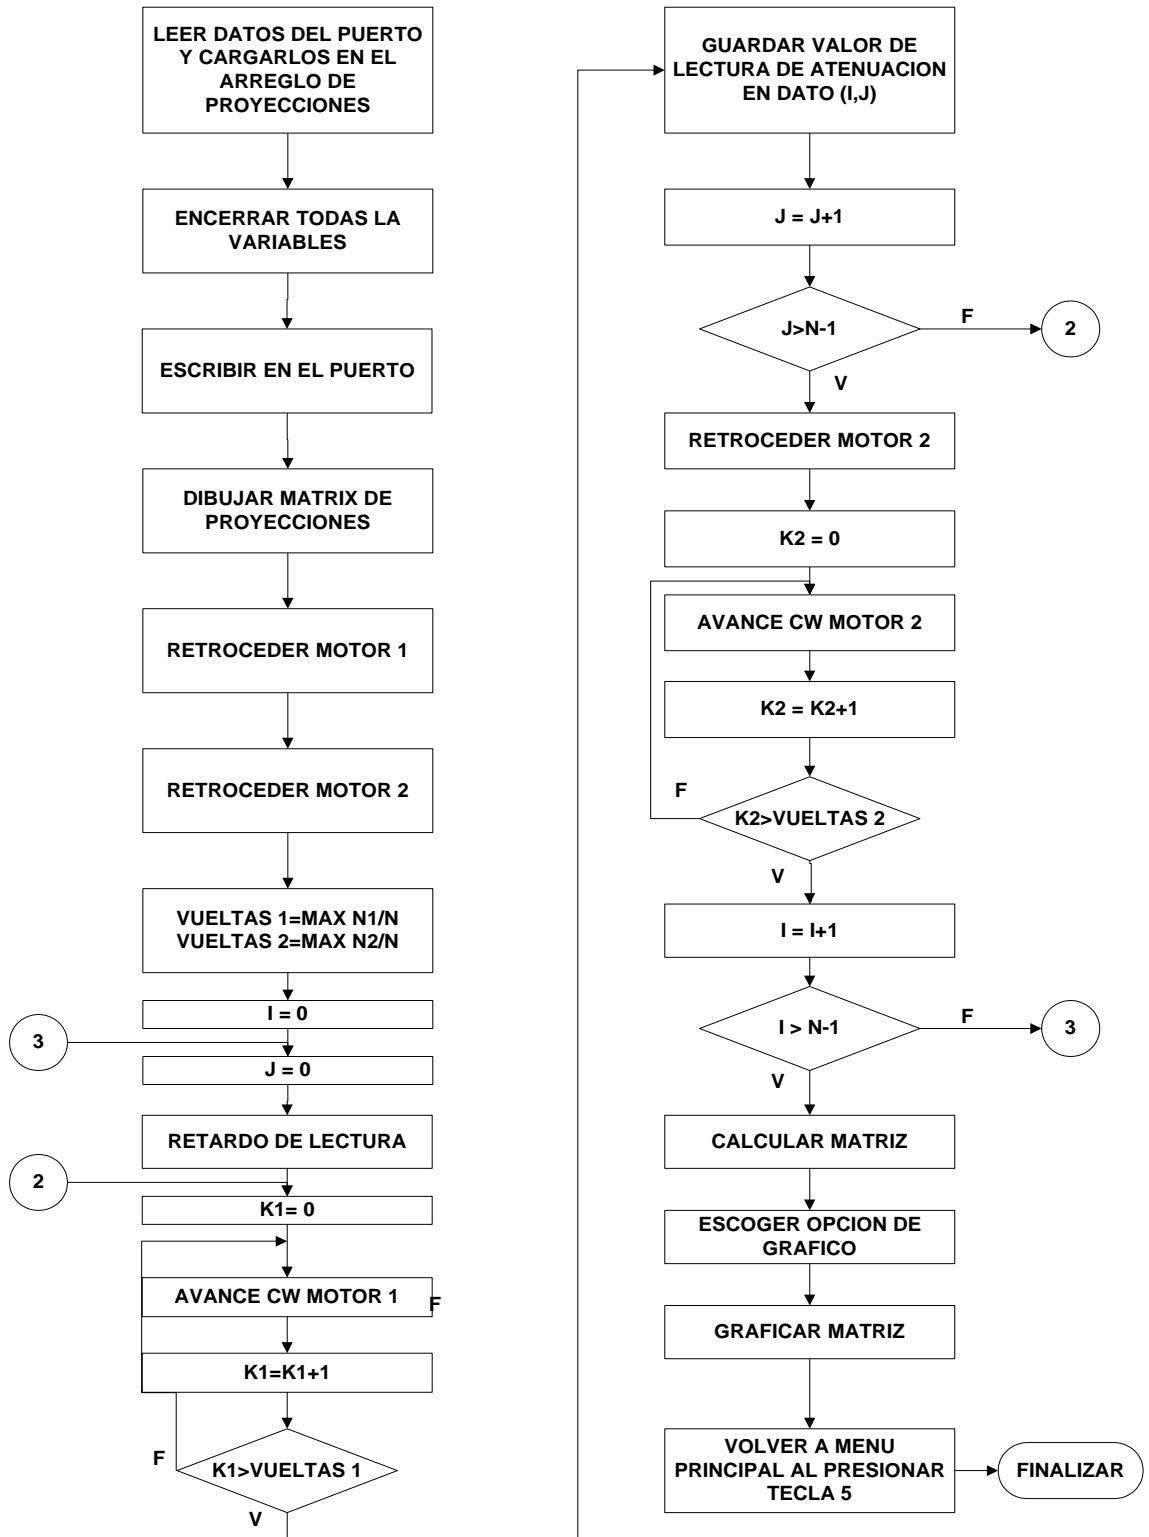 LEER DATOS DEL PUERTO
Y CARGARLOS EN EL
ARREGLO DE
PROYECCIONES
ENCERRAR TODAS LA
VARIABLES
ESCRIBIR EN EL PUERTO
DIBUJAR MATRIX DE
PROYECCIONES
RETROCEDER MOTOR 1
RETROCEDER MOTOR 2
VUELTAS 1=MAX N1/N
VUELTAS 2=MAX N2/N
I = 0
3
J = 0
RETARDO DE LECTURA
2
K1= 0
AVANCE CW MOTOR 1
F
K1=K1+1
F
K1>VUELTAS 1
V
GUARDAR VALOR DE
LECTURA DE ATENUACION
EN DATO (I,J)
J = J+1
J>N-1
F
2
V
RETROCEDER MOTOR 2
K2 = 0
AVANCE CW MOTOR 2
K2 = K2+1
F
K2>VUELTAS 2
V
I = I+1
I > N-1
F
3
V
CALCULAR MATRIZ
ESCOGER OPCION DE
GRAFICO
GRAFICAR MATRIZ
VOLVER A MENU
PRINCIPAL AL PRESIONAR
TECLA 5
FINALIZAR